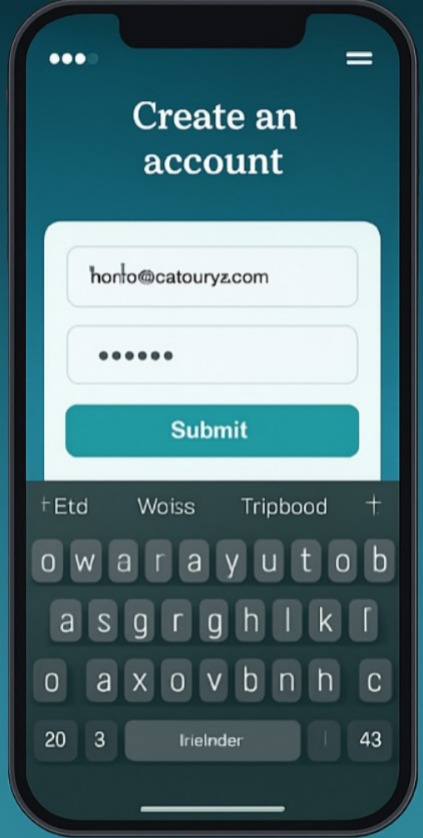 Create an
account
honto@catouryz.com
••••••
Submit
Etd Woiss Tripbood +
o w a r a y u t o b
a s g r g h l k
o a x o v b n h c
20 3 Irielnder 43